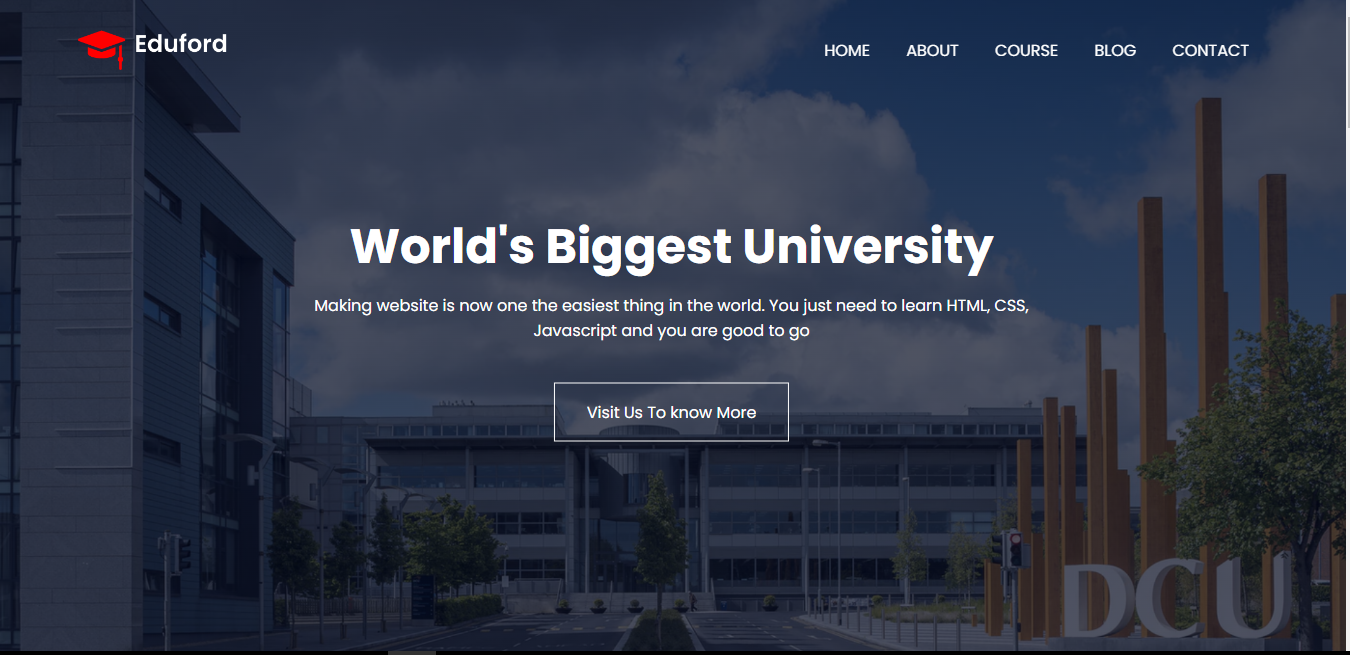 Eduford
HOME ABOUT COURSE BLOG CONTACT
World's Biggest University
Making website is now one the easiest thing in the world. You just need to learn HTML, CSS,
Javascript and you are good to go
Visit Us To know More
DCU